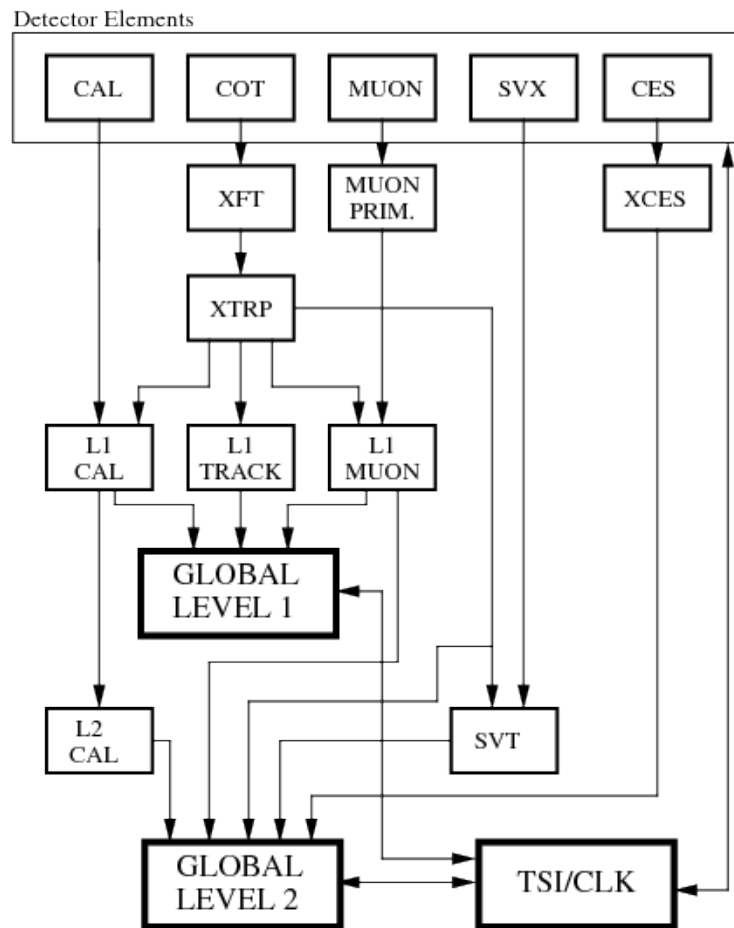 Detector Elements
CAL
COT
MUON
SVX
CES
XFT
MUON
PRIM.
XCES
XTRP
L1
CAL
L1
TRACK
L1
MUON
GLOBAL
LEVEL 1
L2
CAL
SVT
GLOBAL
LEVEL 2
TSI/CLK